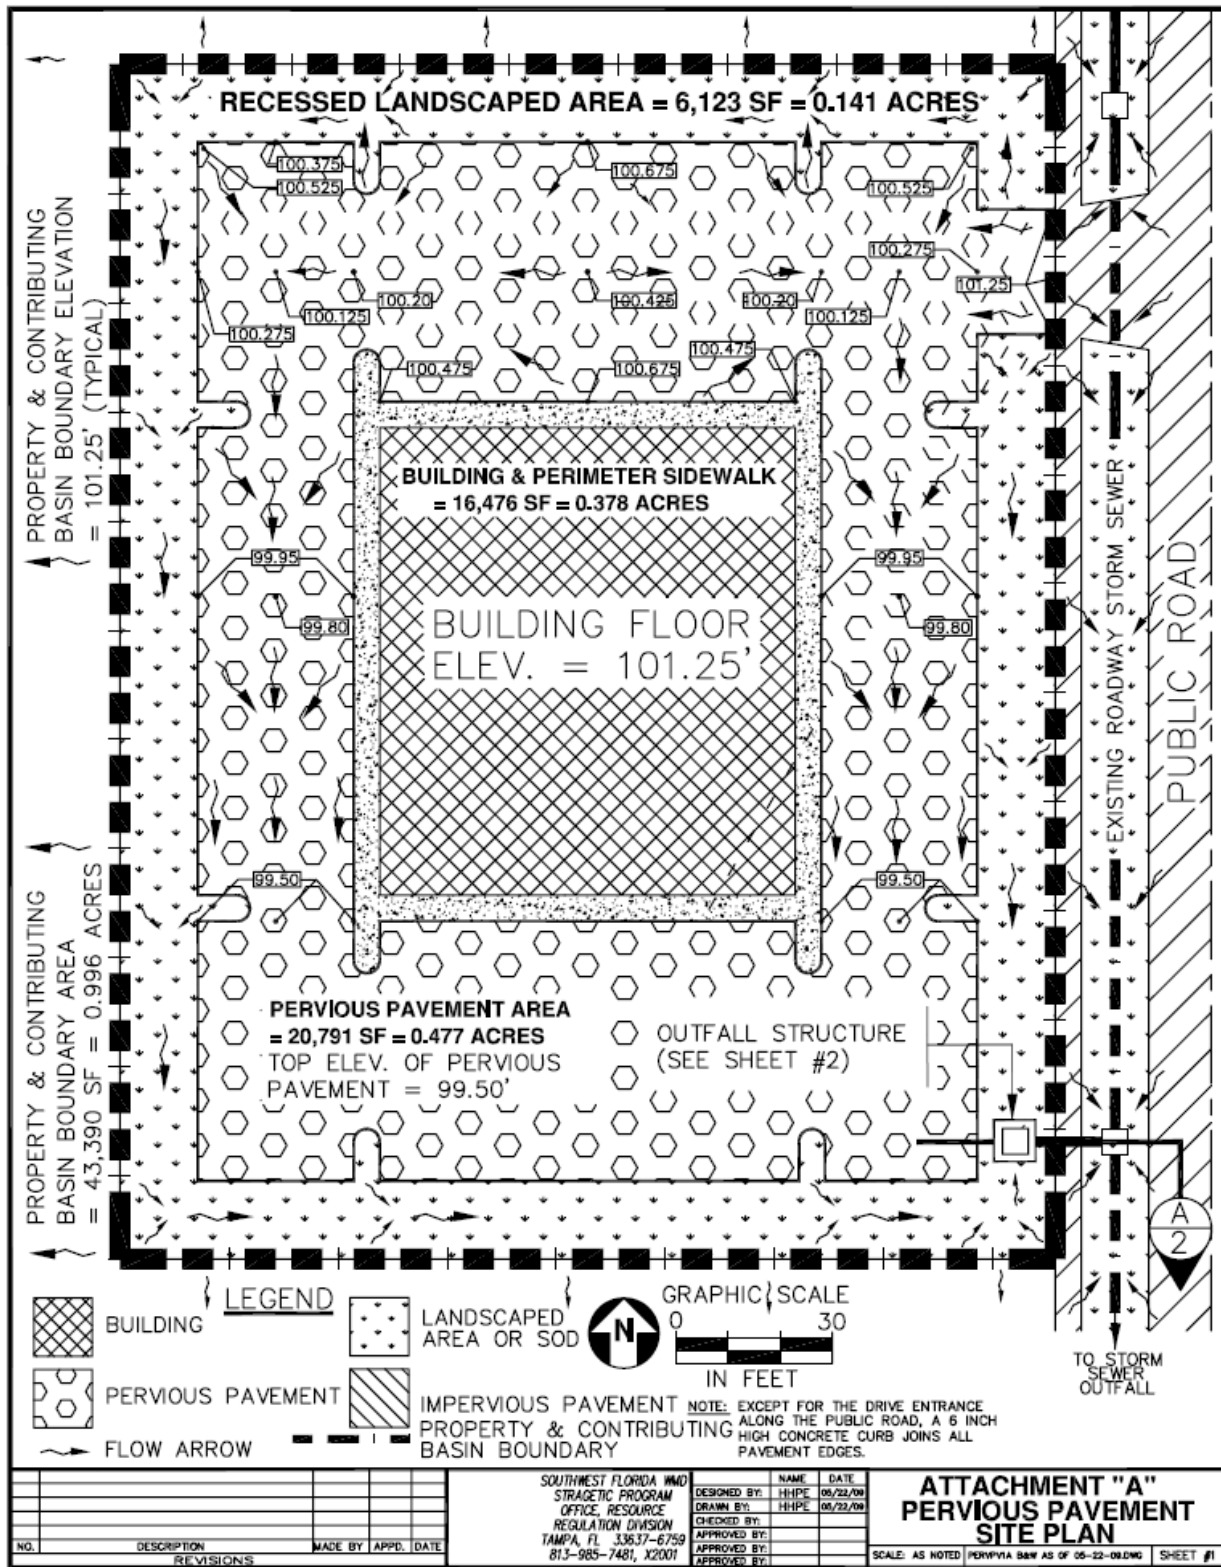 RECESSED LANDSCAPED AREA = 6,123 SF = 0.141 ACRES
100.375
100.525
100.675
100.525
100.275
101.25
100.20
100.425
100.20
100.125
100.125
100.275
100.475
100.475
100.675
PROPERTY & CONTRIBUTING
BASIN BOUNDARY ELEVATION
= 101.25' (TYPICAL)
BUILDING & PERIMETER SIDEWALK
= 16,476 SF = 0.378 ACRES
99.95
99.95
99.80
99.80
BUILDING FLOOR
ELEV. = 101.25'
EXISTING ROADWAY STORM SEWER
PUBLIC ROAD
99.50
99.50
PROPERTY & CONTRIBUTING
BASIN BOUNDARY AREA
= 43,390 SF = 0.996 ACRES
PERVIOUS PAVEMENT AREA
= 20,791 SF = 0.477 ACRES
TOP ELEV. OF PERVIOUS
PAVEMENT = 99.50'
OUTFALL STRUCTURE
(SEE SHEET #2)
A
2
LEGEND
BUILDING
LANDSCAPED
AREA OR SOD
PERVIOUS PAVEMENT
IMPERVIOUS PAVEMENT
FLOW ARROW
PROPERTY & CONTRIBUTING
BASIN BOUNDARY
N
GRAPHIC SCALE
0 30
IN FEET
TO STORM
SEWER
OUTFALL
NOTE: EXCEPT FOR THE DRIVE ENTRANCE
ALONG THE PUBLIC ROAD, A 6 INCH
HIGH CONCRETE CURB JOINS ALL
PAVEMENT EDGES.
NO. DESCRIPTION MADE BY APPD. DATE
REVISIONS
SOUTHWEST FLORIDA WMD
STRAGETIC PROGRAM
OFFICE, RESOURCE
REGULATION DIVISION
TAMPA, FL 33637-6759
813-985-7481, X2001
NAME DATE
DESIGNED BY: HHPE 05/22/09
DRAWN BY: HHPE 05/22/09
CHECKED BY:
APPROVED BY:
APPROVED BY:
APPROVED BY:
ATTACHMENT "A"
PERVIOUS PAVEMENT
SITE PLAN
SCALE: AS NOTED PERVPV1A B&W AS OF 05-22-09.DWG SHEET #1